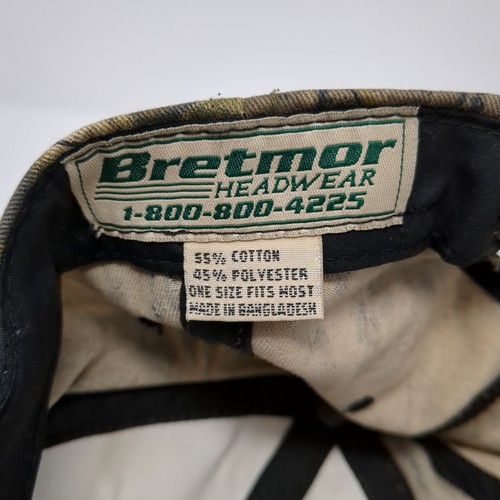 Bretmor
HEADWEAR
1-800-800-4225
55% COTTON
45% POLYESTER
ONE SIZE FITS MOST
MADE IN BANGLADESH